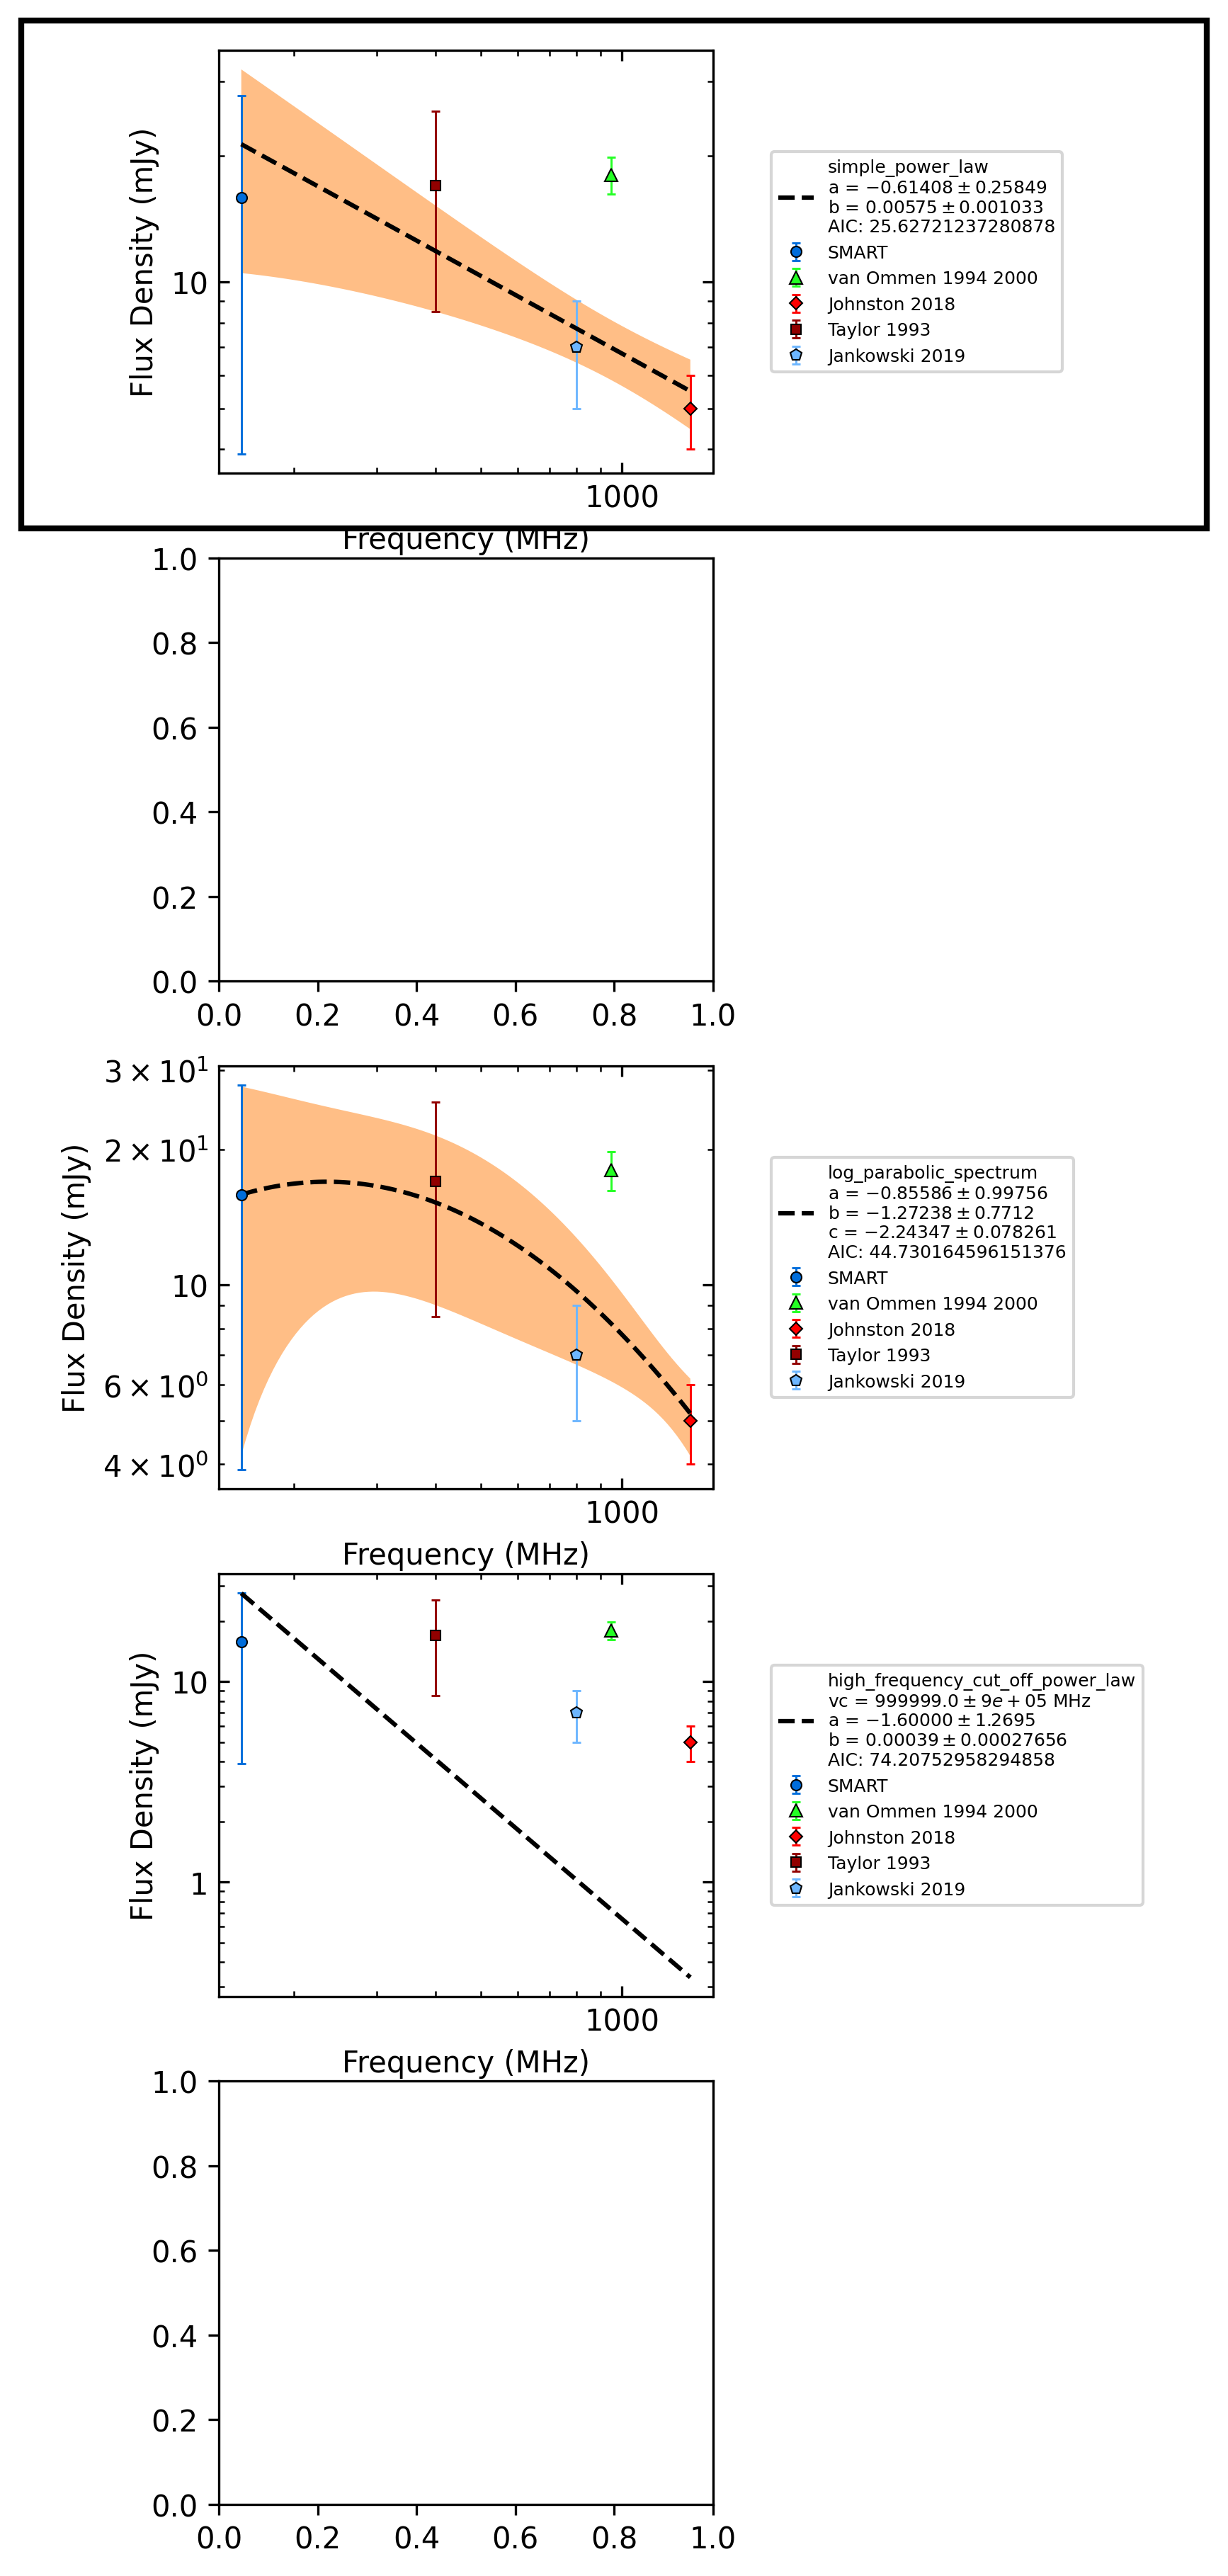 Flux Density (mJy)
10
1000
Frequency (MHz)
simple_power_law
a = −0.61408 ± 0.25849
b = 0.00575 ± 0.001033
AIC: 25.62721237280878
SMART
van Ommen 1994 2000
Johnston 2018
Taylor 1993
Jankowski 2019
1.0
0.8
0.6
0.4
0.2
0.0
0.0 0.2 0.4 0.6 0.8 1.0
Flux Density (mJy)
3 × 10¹
2 × 10¹
10
6 × 10⁰
4 × 10⁰
1000
Frequency (MHz)
log_parabolic_spectrum
a = −0.85586 ± 0.99756
b = −1.27238 ± 0.7712
c = −2.24347 ± 0.078261
AIC: 44.730164596151376
SMART
van Ommen 1994 2000
Johnston 2018
Taylor 1993
Jankowski 2019
Flux Density (mJy)
10
1
1000
Frequency (MHz)
high_frequency_cut_off_power_law
vc = 999999.0 ± 9e + 05 MHz
a = −1.60000 ± 1.2695
b = 0.00039 ± 0.00027656
AIC: 74.20752958294858
SMART
van Ommen 1994 2000
Johnston 2018
Taylor 1993
Jankowski 2019
1.0
0.8
0.6
0.4
0.2
0.0
0.0 0.2 0.4 0.6 0.8 1.0